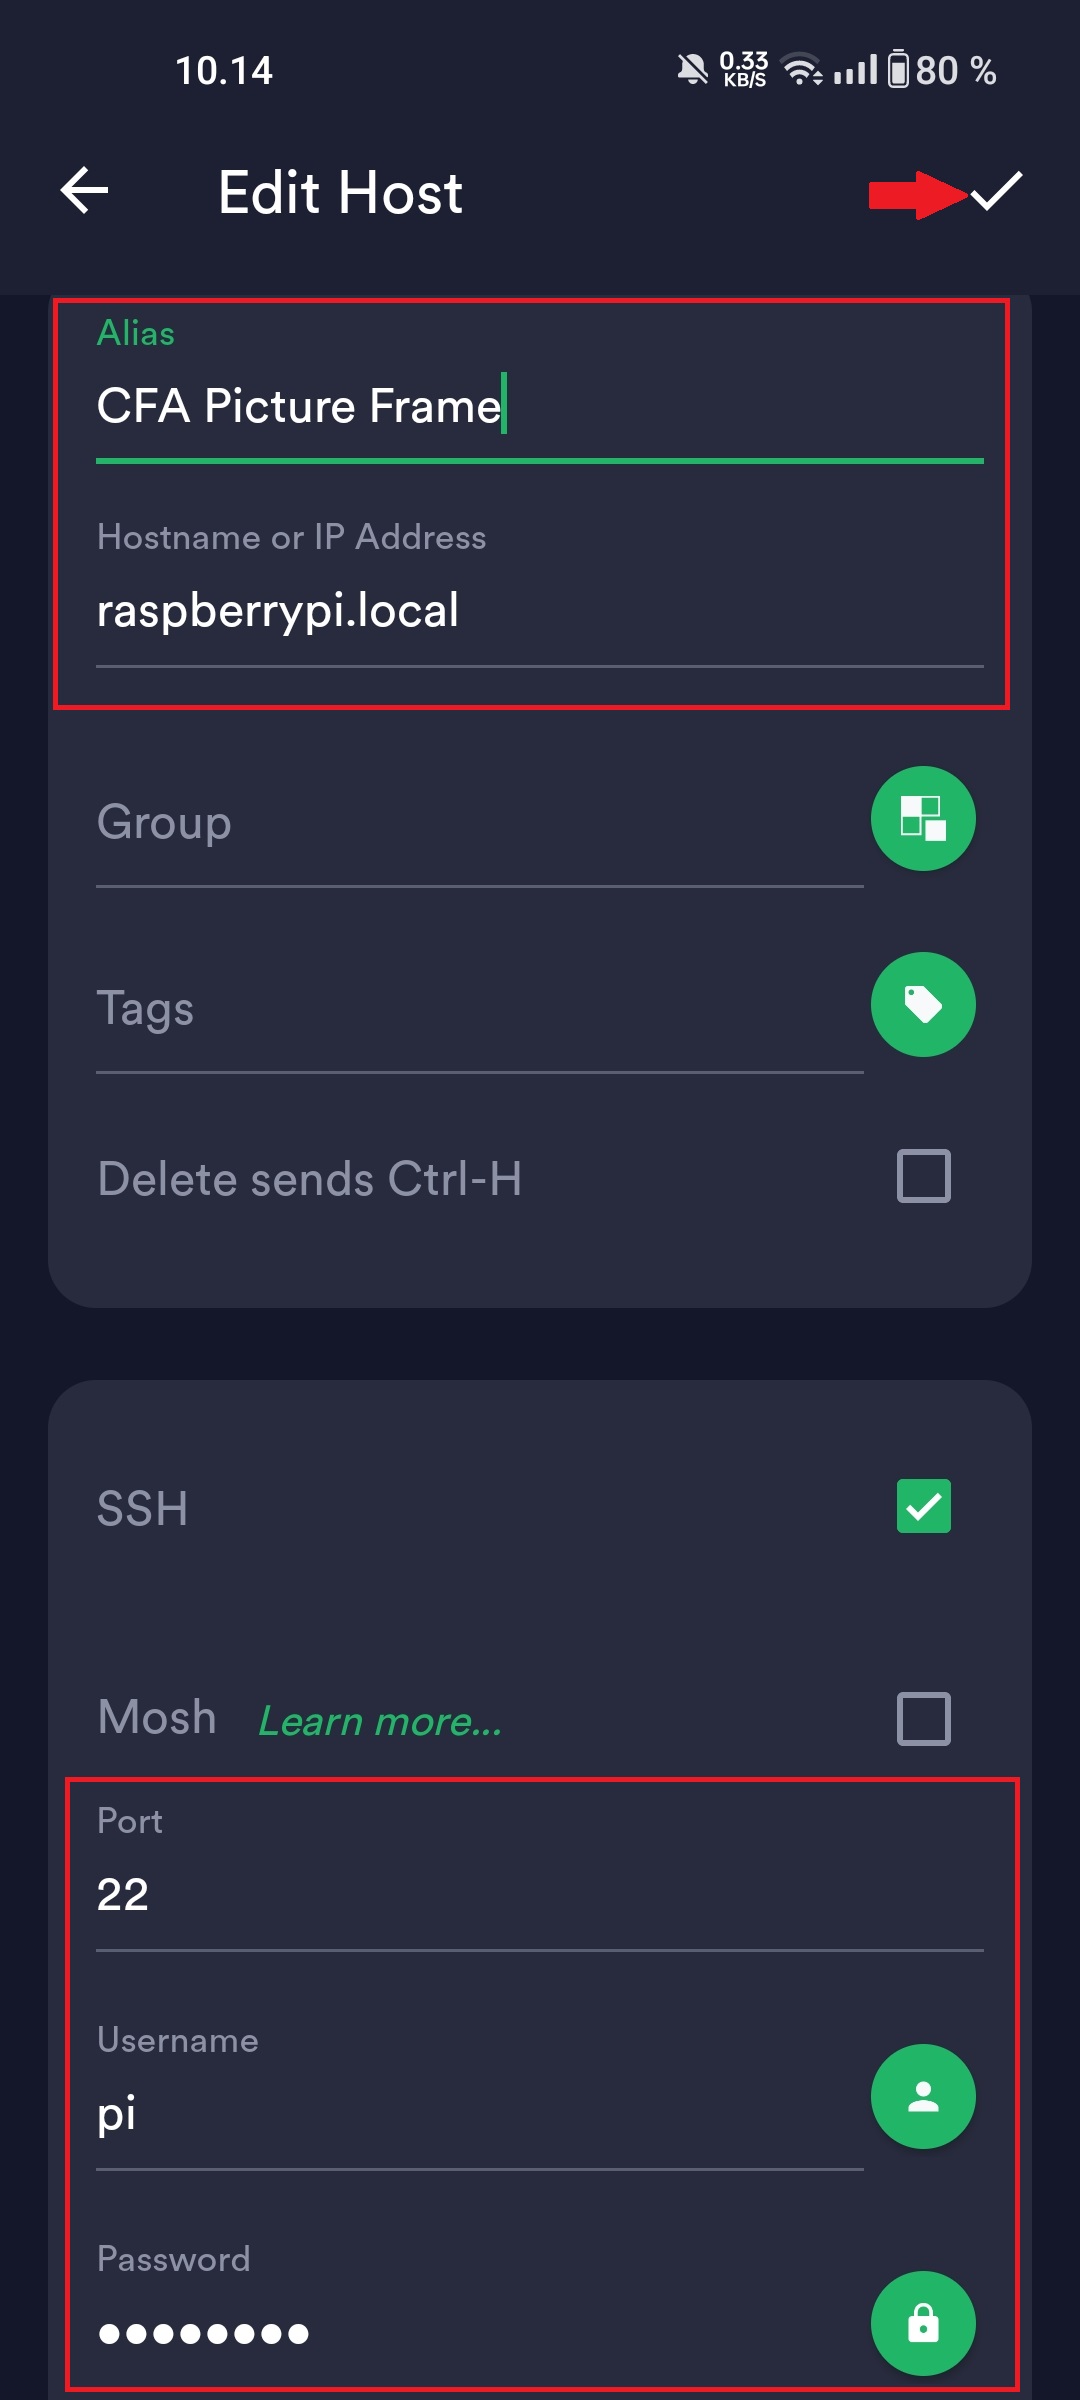 10.14
0.33
KB/S
80 %
Edit Host
Alias
CFA Picture Frame
Hostname or IP Address
raspberrypi.local
Group
Tags
Delete sends Ctrl-H
SSH
Mosh Learn more...
Port
22
Username
pi
Password
••••••••